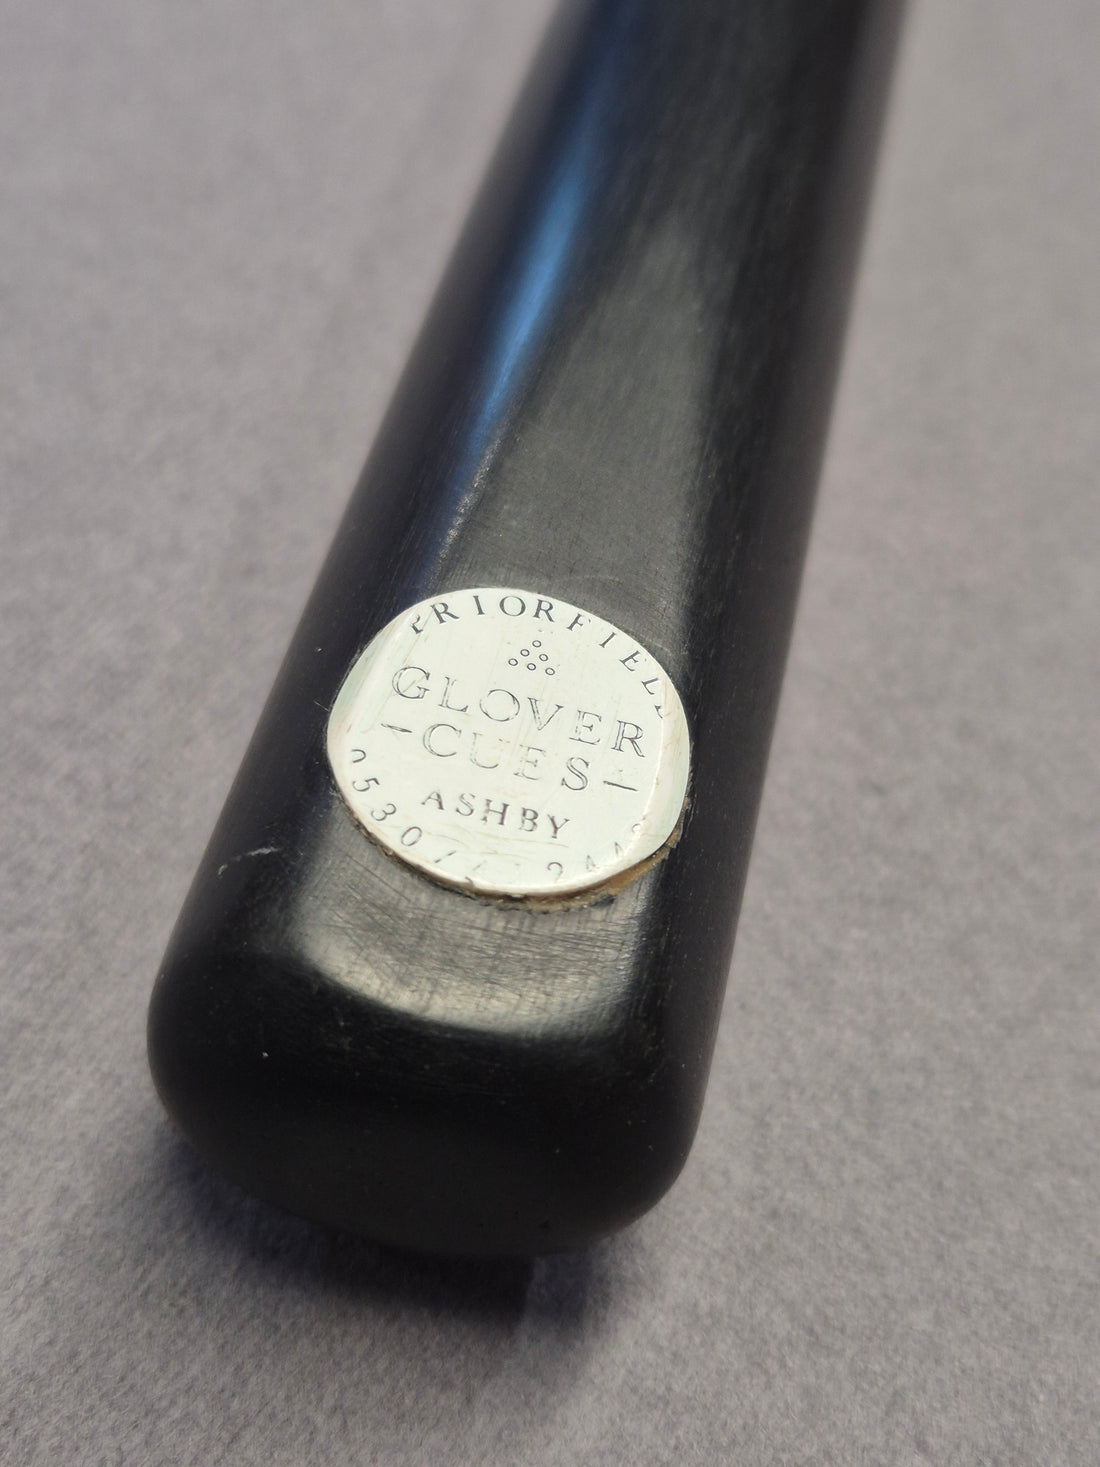 PRIORFIELD
GLOVER
-CUES-
ASHBY